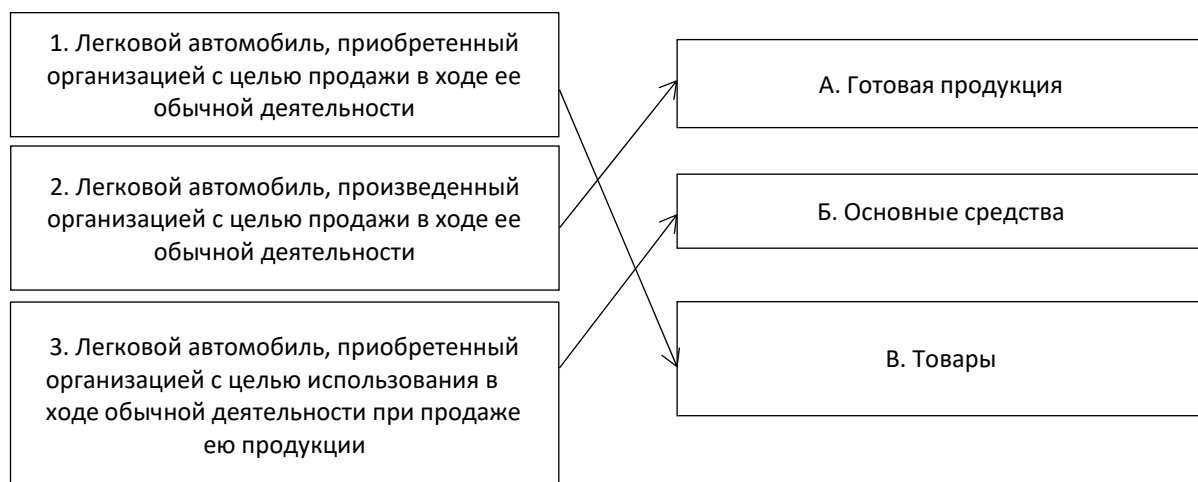 1. Легковой автомобиль, приобретенный
организацией с целью продажи в ходе ее
обычной деятельности
2. Легковой автомобиль, произведенный
организацией с целью продажи в ходе ее
обычной деятельности
3. Легковой автомобиль, приобретенный
организацией с целью использования в
ходе обычной деятельности при продаже
ею продукции
А. Готовая продукция
Б. Основные средства
В. Товары